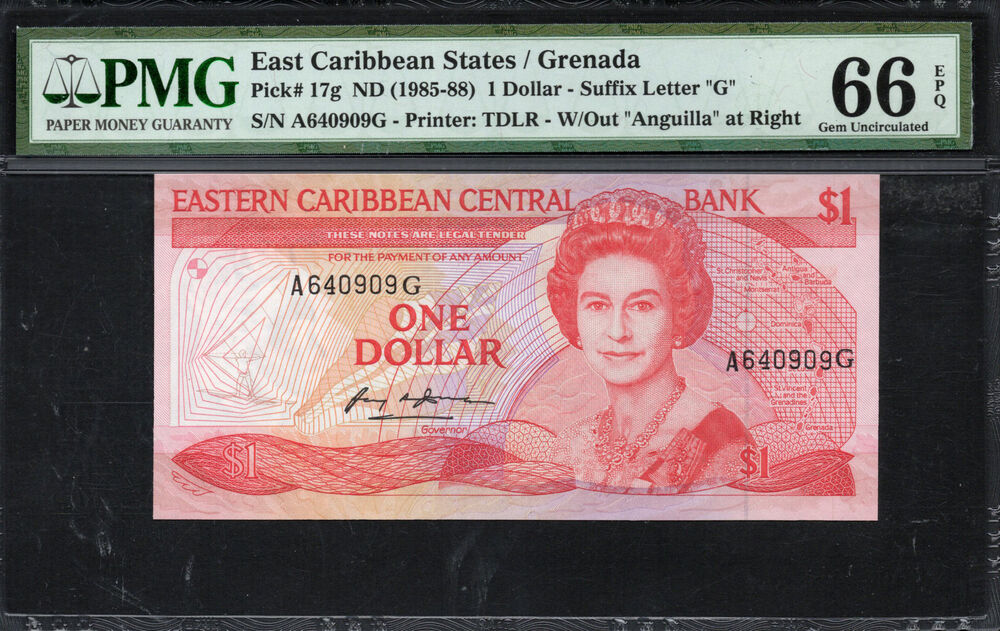 PMG
PAPER MONEY GUARANTY
East Caribbean States / Grenada
Pick# 17g ND (1985-88) 1 Dollar - Suffix Letter "G"
S/N A640909G - Printer: TDLR - W/Out "Anguilla" at Right
66
EPQ
Gem Uncirculated
EASTERN CARIBBEAN CENTRAL BANK $1
THESE NOTES ARE LEGAL TENDER
FOR THE PAYMENT OF ANY AMOUNT
A640909G
ONE
DOLLAR
Governor
St. Christopher
and Nevis
Antigua
and
Barbuda
Montserrat
Dominica
A640909G
St. Vincent
and the
Grenadines
Grenada
$1
$1